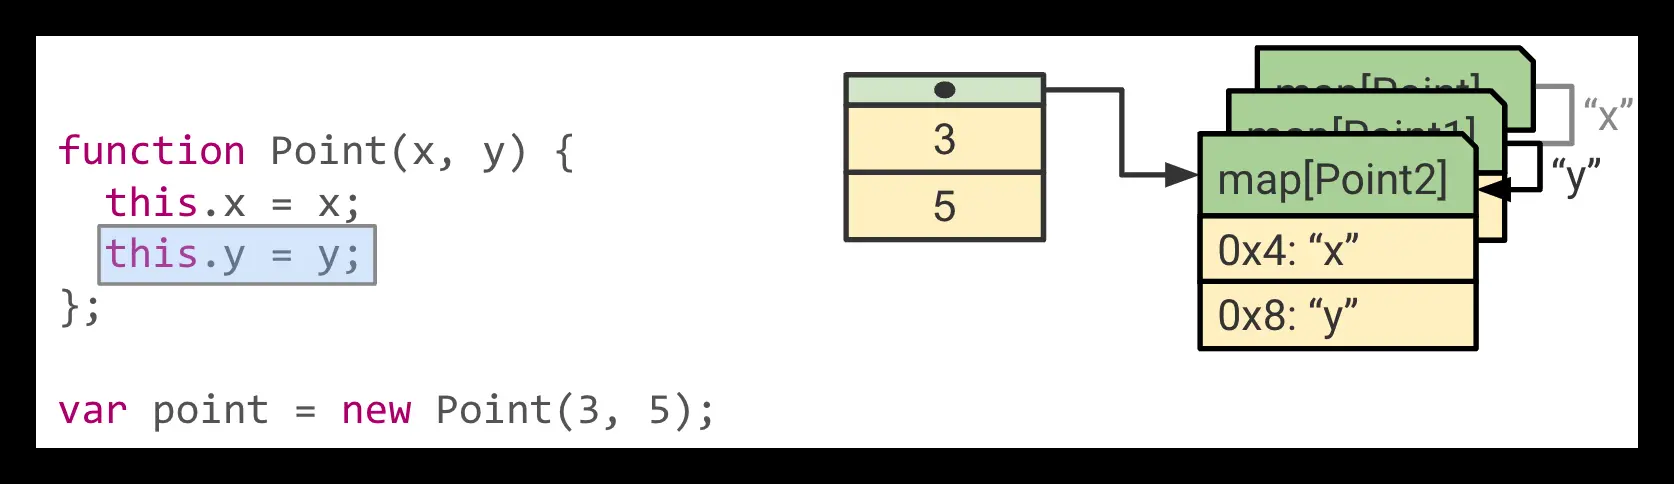 function Point(x, y) {
this.x = x;
this.y = y;
};
var point = new Point(3, 5);
3
5
map[Point]
“x”
map[Point1]
“y”
map[Point2]
0x4: “x”
0x8: “y”